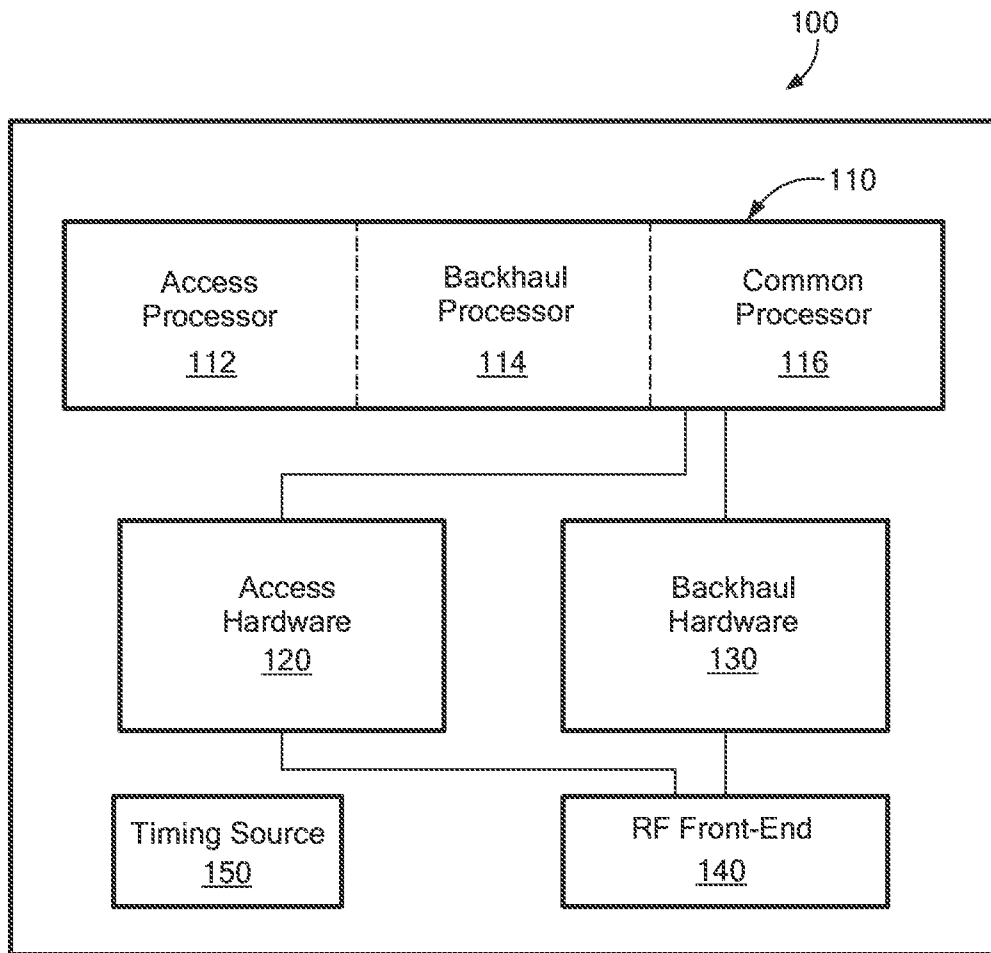 100
110
Access
Processor
112
Backhaul
Processor
114
Common
Processor
116
Access
Hardware
120
Backhaul
Hardware
130
Timing Source
150
RF Front-End
140